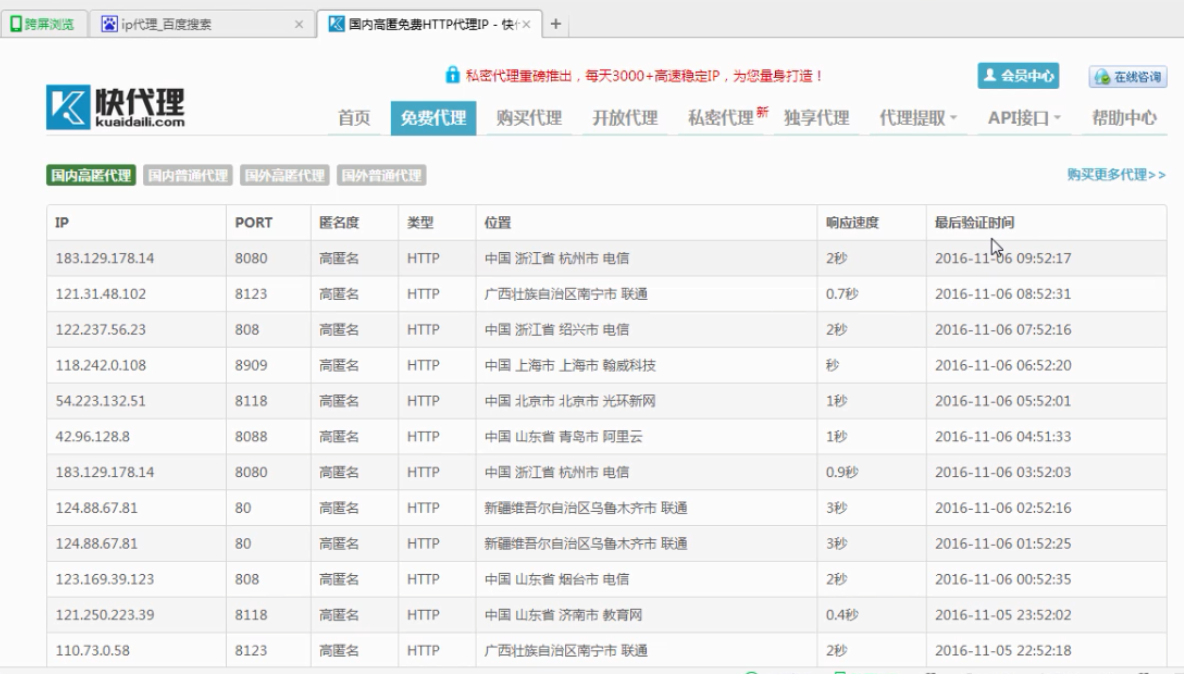 跨屏浏览 ip代理_百度搜索 国内高匿免费HTTP代理IP - 快
私密代理重磅推出，每天3000+高速稳定IP，为您量身打造！ 会员中心 在线咨询
快代理
kuaidaili.com
首页 免费代理 购买代理 开放代理 私密代理新 独享代理 代理提取 API接口 帮助中心
国内高匿代理 国内普通代理 国外高匿代理 国外普通代理 购买更多代理>>
IP PORT 匿名度 类型 位置 响应速度 最后验证时间
183.129.178.14 8080 高匿名 HTTP 中国 浙江省 杭州市 电信 2秒 2016-11-06 09:52:17
121.31.48.102 8123 高匿名 HTTP 广西壮族自治区南宁市 联通 0.7秒 2016-11-06 08:52:31
122.237.56.23 808 高匿名 HTTP 中国 浙江省 绍兴市 电信 2秒 2016-11-06 07:52:16
118.242.0.108 8909 高匿名 HTTP 中国 上海市 上海市 翰威科技 秒 2016-11-06 06:52:20
54.223.132.51 8118 高匿名 HTTP 中国 北京市 北京市 光环新网 1秒 2016-11-06 05:52:01
42.96.128.8 8088 高匿名 HTTP 中国 山东省 青岛市 阿里云 1秒 2016-11-06 04:51:33
183.129.178.14 8080 高匿名 HTTP 中国 浙江省 杭州市 电信 0.9秒 2016-11-06 03:52:03
124.88.67.81 80 高匿名 HTTP 新疆维吾尔自治区乌鲁木齐市 联通 3秒 2016-11-06 02:52:16
124.88.67.81 80 高匿名 HTTP 新疆维吾尔自治区乌鲁木齐市 联通 3秒 2016-11-06 01:52:25
123.169.39.123 808 高匿名 HTTP 中国 山东省 烟台市 电信 2秒 2016-11-06 00:52:35
121.250.223.39 8118 高匿名 HTTP 中国 山东省 济南市 教育网 0.4秒 2016-11-05 23:52:02
110.73.0.58 8123 高匿名 HTTP 广西壮族自治区南宁市 联通 2秒 2016-11-05 22:52:18